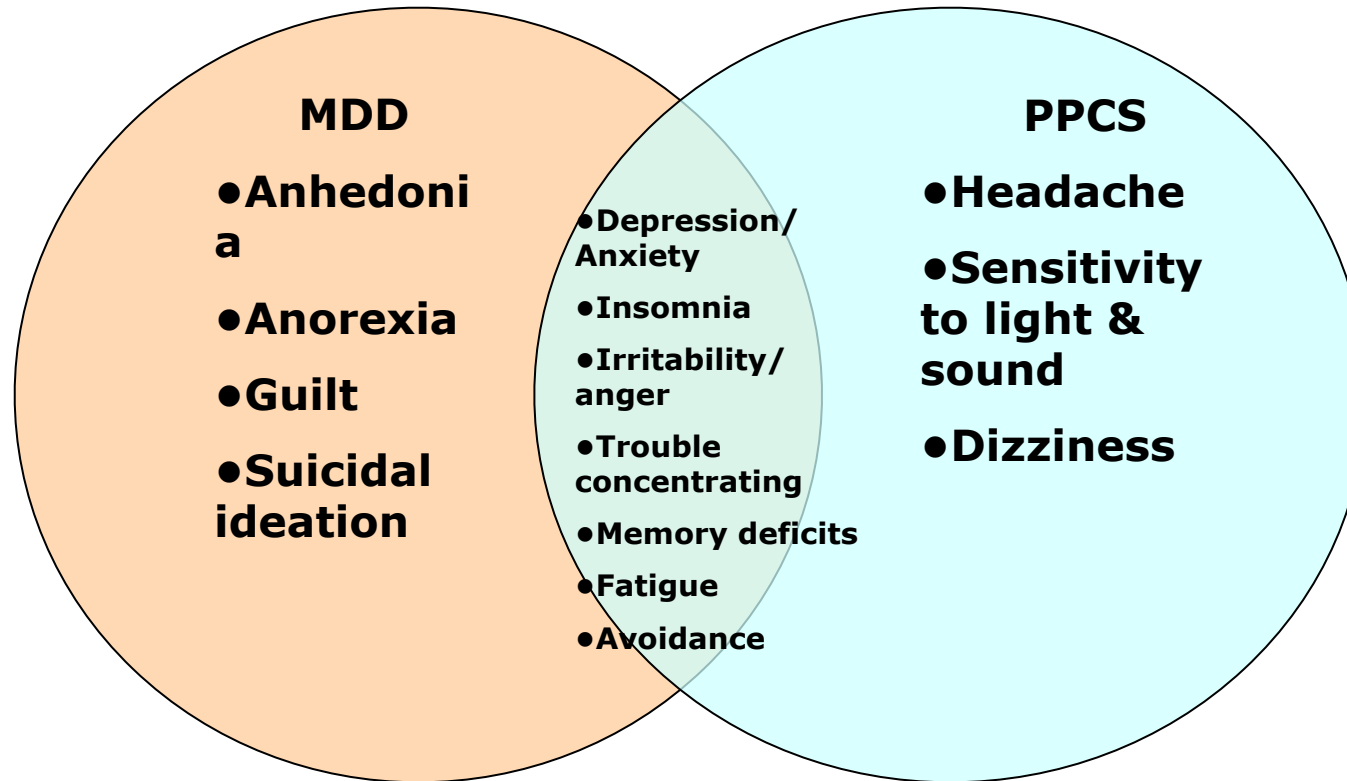 MDD
●Anhedoni
a
●Anorexia
●Guilt
●Suicidal
ideation
●Depression/
Anxiety
●Insomnia
●Irritability/
anger
●Trouble
concentrating
●Memory deficits
●Fatigue
●Avoidance
PPCS
●Headache
●Sensitivity
to light &
sound
●Dizziness